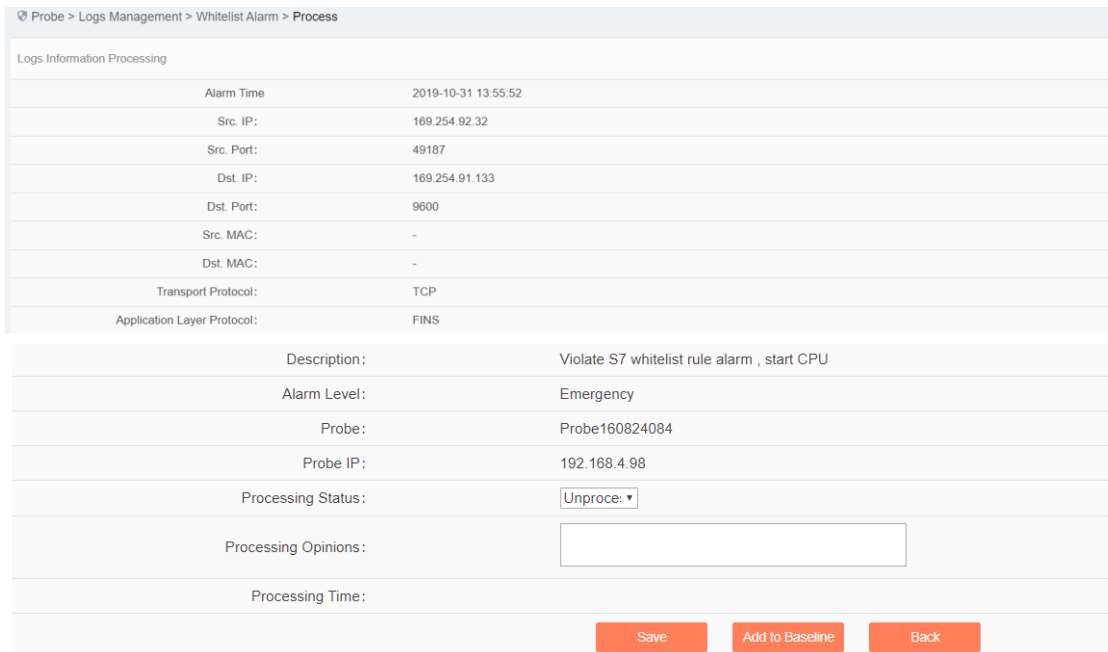 Probe > Logs Management > Whitelist Alarm > Process
Logs Information Processing
Alarm Time 2019-10-31 13:55:52
Src. IP: 169.254.92.32
Src. Port: 49187
Dst. IP: 169.254.91.133
Dst. Port: 9600
Src. MAC: -
Dst. MAC: -
Transport Protocol: TCP
Application Layer Protocol: FINS
Description: Violate S7 whitelist rule alarm , start CPU
Alarm Level: Emergency
Probe: Probe160824084
Probe IP: 192.168.4.98
Processing Status: Unproce:
Processing Opinions:
Processing Time:
Save Add to Baseline Back